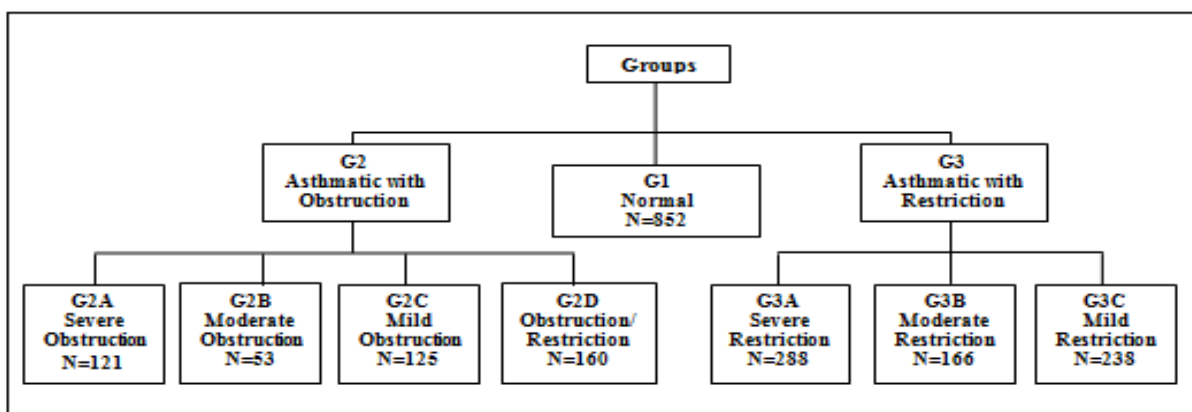 Groups
G2
Asthmatic with
Obstruction
G1
Normal
N=852
G3
Asthmatic with
Restriction
G2A
Severe
Obstruction
N=121
G2B
Moderate
Obstruction
N=53
G2C
Mild
Obstruction
N=125
G2D
Obstruction/
Restriction
N=160
G3A
Severe
Restriction
N=288
G3B
Moderate
Restriction
N=166
G3C
Mild
Restriction
N=238